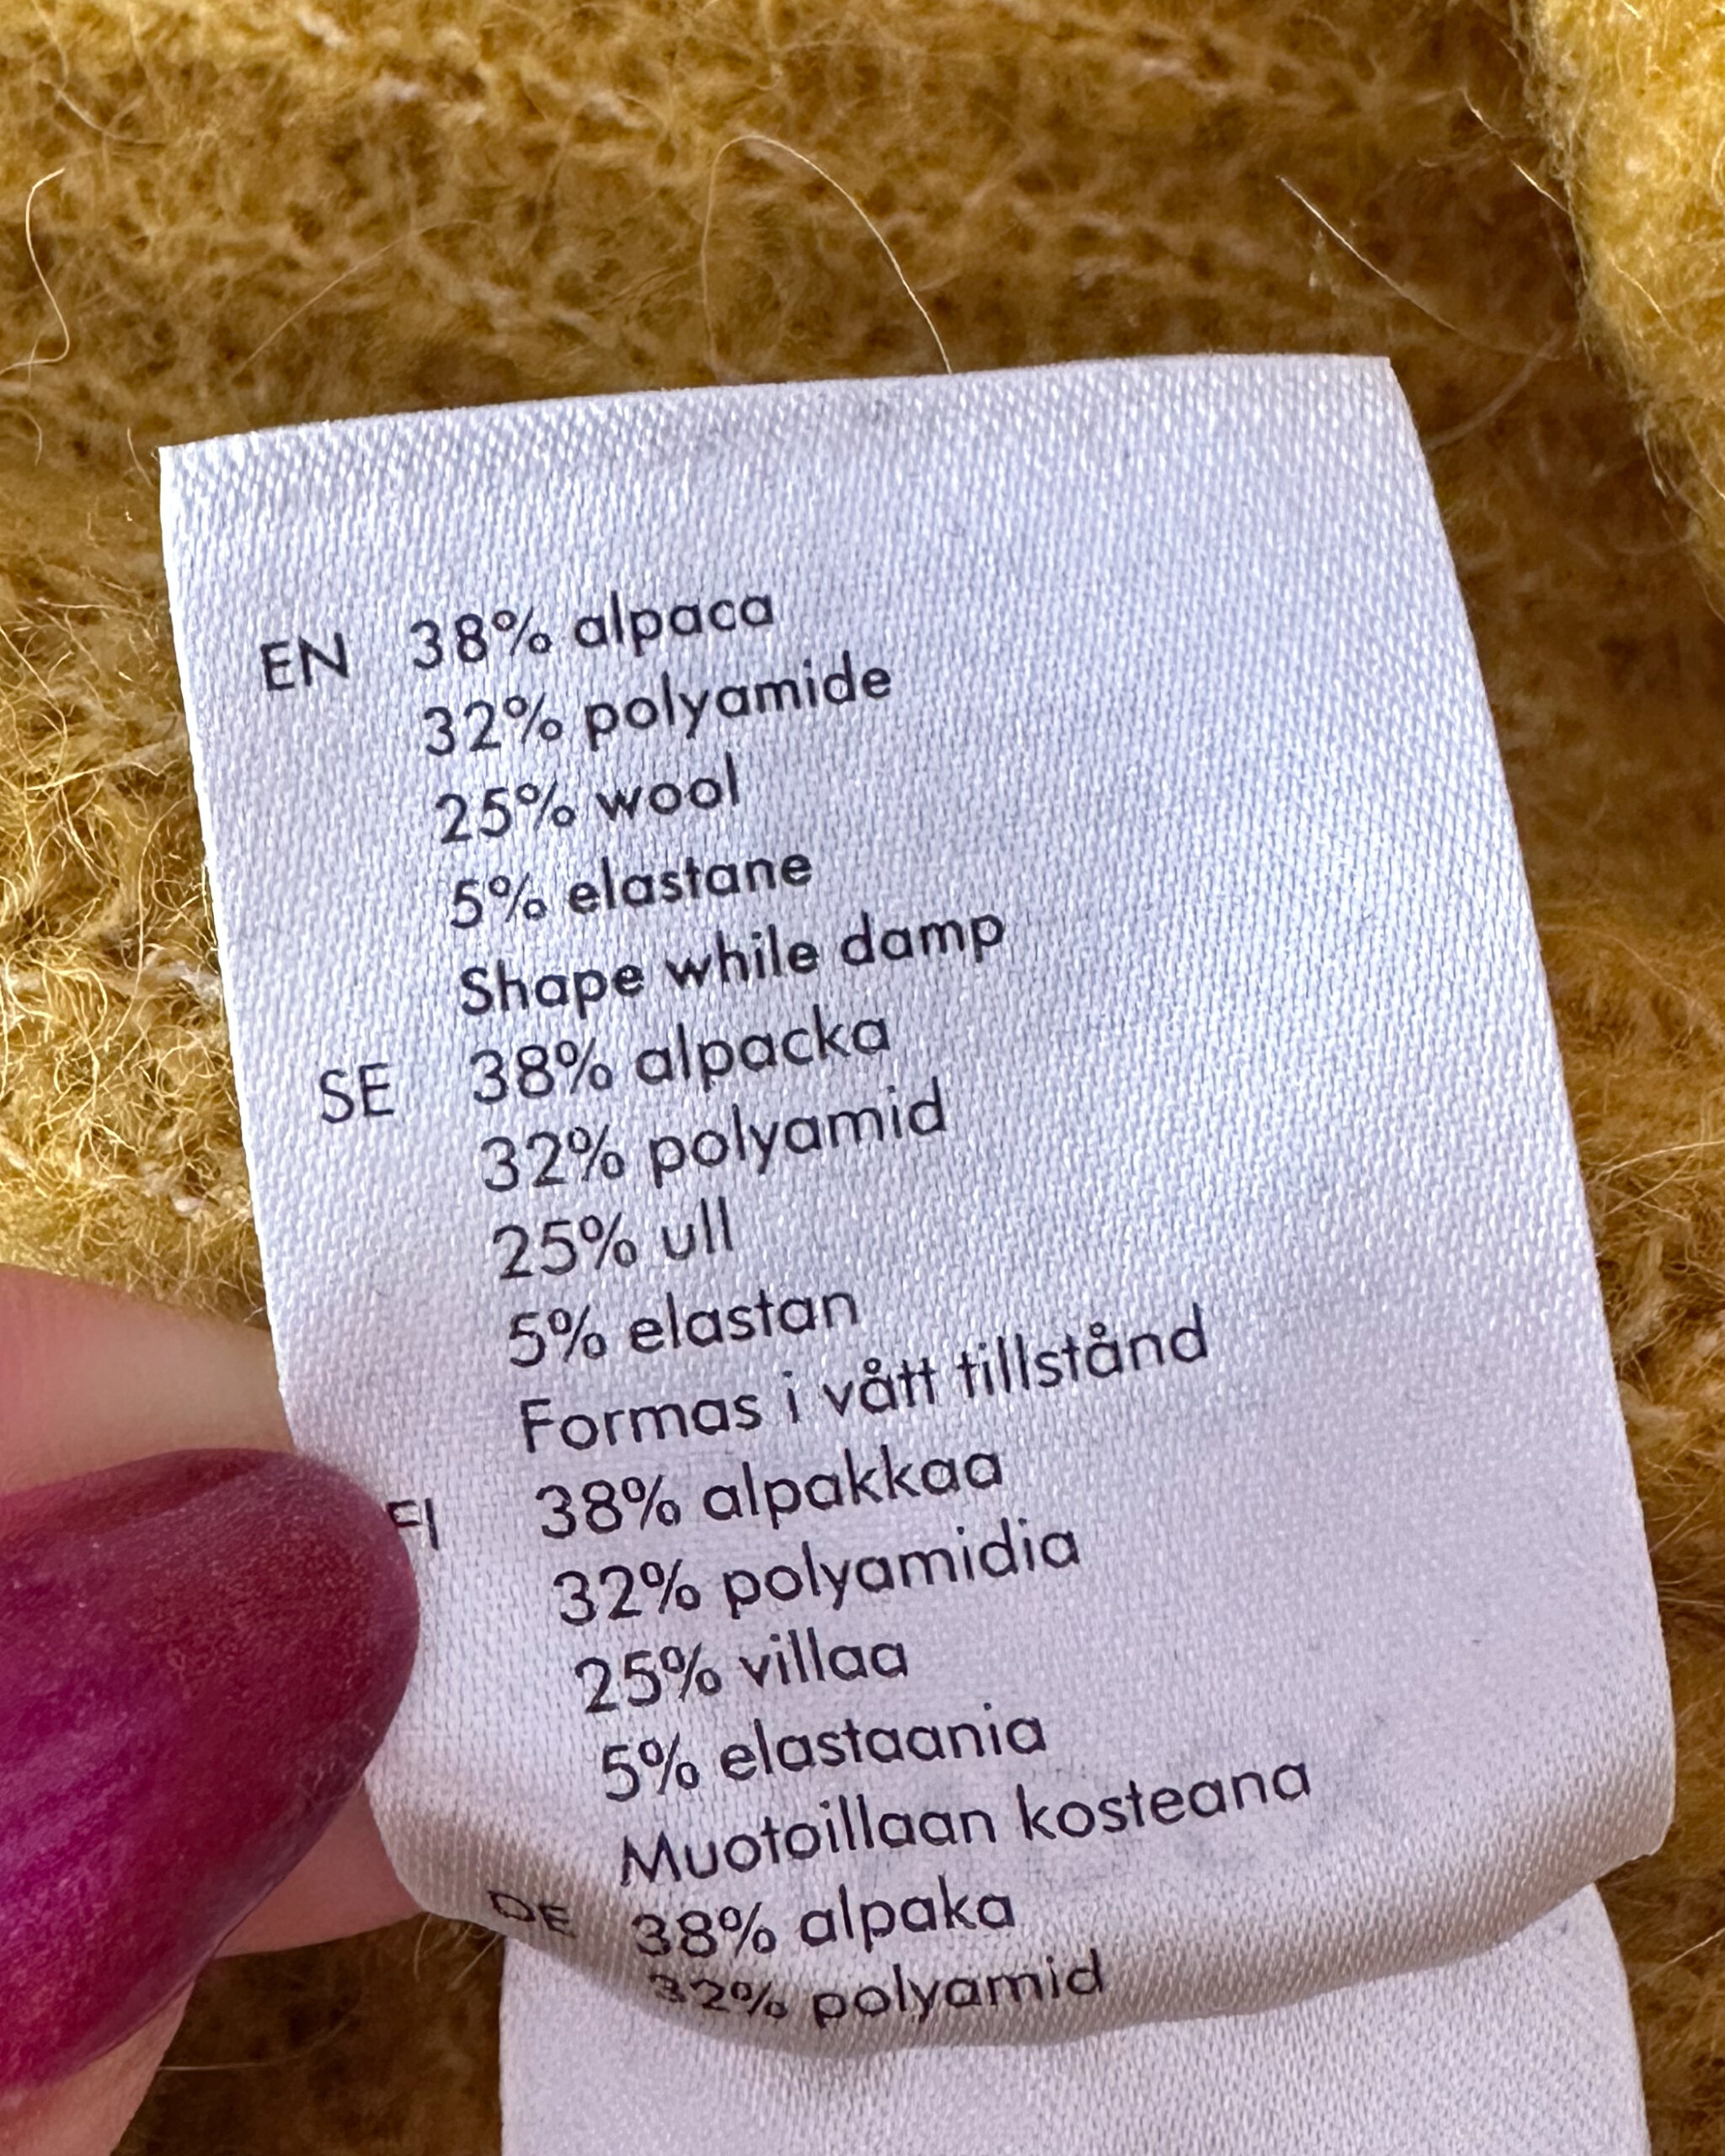 EN 38% alpaca
32% polyamide
25% wool
5% elastane
Shape while damp
SE 38% alpacka
32% polyamid
25% ull
5% elastan
Formas i vått tillstånd
FI 38% alpakkaa
32% polyamidia
25% villaa
5% elastaania
Muotoillaan kosteana
DE 38% alpaka
32% polyamid